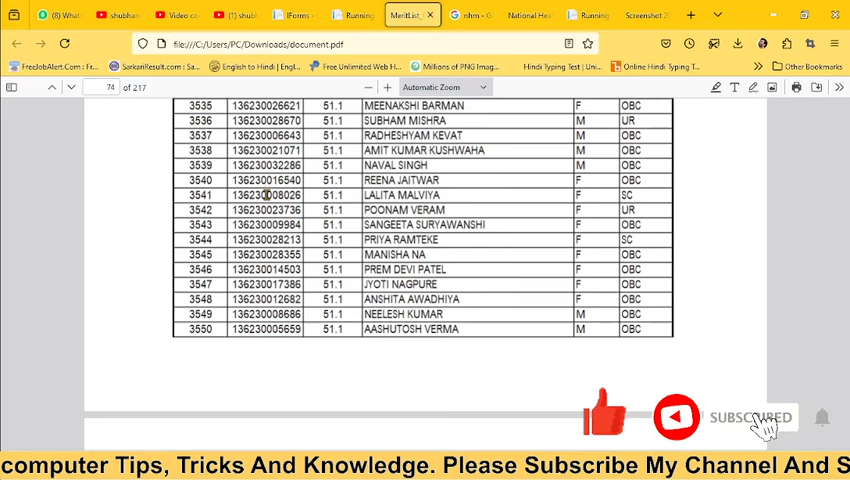 (8) What
shubham
Video co
(1) shubh
IForms -
Running
MeritList_
nhm - G
National Hea
Running
Screenshot 20
file:///C:/Users/PC/Downloads/document.pdf
FreeJobAlert.Com
SarkariResult.com : Sa
English to Hindi | Eng
Free Unlimited Web H
Millions of PNG Imag
Hindi Typing Test | Uni
Online Hindi Typing T
Other Bookmarks
74 of 217
Automatic Zoom
3535 136230026621 51.1 MEENAKSHI BARMAN F OBC
3536 136230028670 51.1 SUBHAM MISHRA M UR
3537 136230006643 51.1 RADHESHYAM KEVAT M OBC
3538 136230021071 51.1 AMIT KUMAR KUSHWAHA M OBC
3539 136230032286 51.1 NAVAL SINGH M OBC
3540 136230016540 51.1 REENA JAITWAR F OBC
3541 136230008026 51.1 LALITA MALVIYA F SC
3542 136230023736 51.1 POONAM VERAM F UR
3543 136230009984 51.1 SANGEETA SURYAWANSHI F OBC
3544 136230028213 51.1 PRIYA RAMTEKE F SC
3545 136230028355 51.1 MANISHA NA F OBC
3546 136230014503 51.1 PREM DEVI PATEL F OBC
3547 136230017386 51.1 JYOTI NAGPURE F OBC
3548 136230012682 51.1 ANSHITA AWADHIYA F OBC
3549 136230008686 51.1 NEELESH KUMAR M OBC
3550 136230005659 51.1 AASHUTOSH VERMA M OBC
SUBSCRIBED
computer Tips, Tricks And Knowledge. Please Subscribe My Channel And S